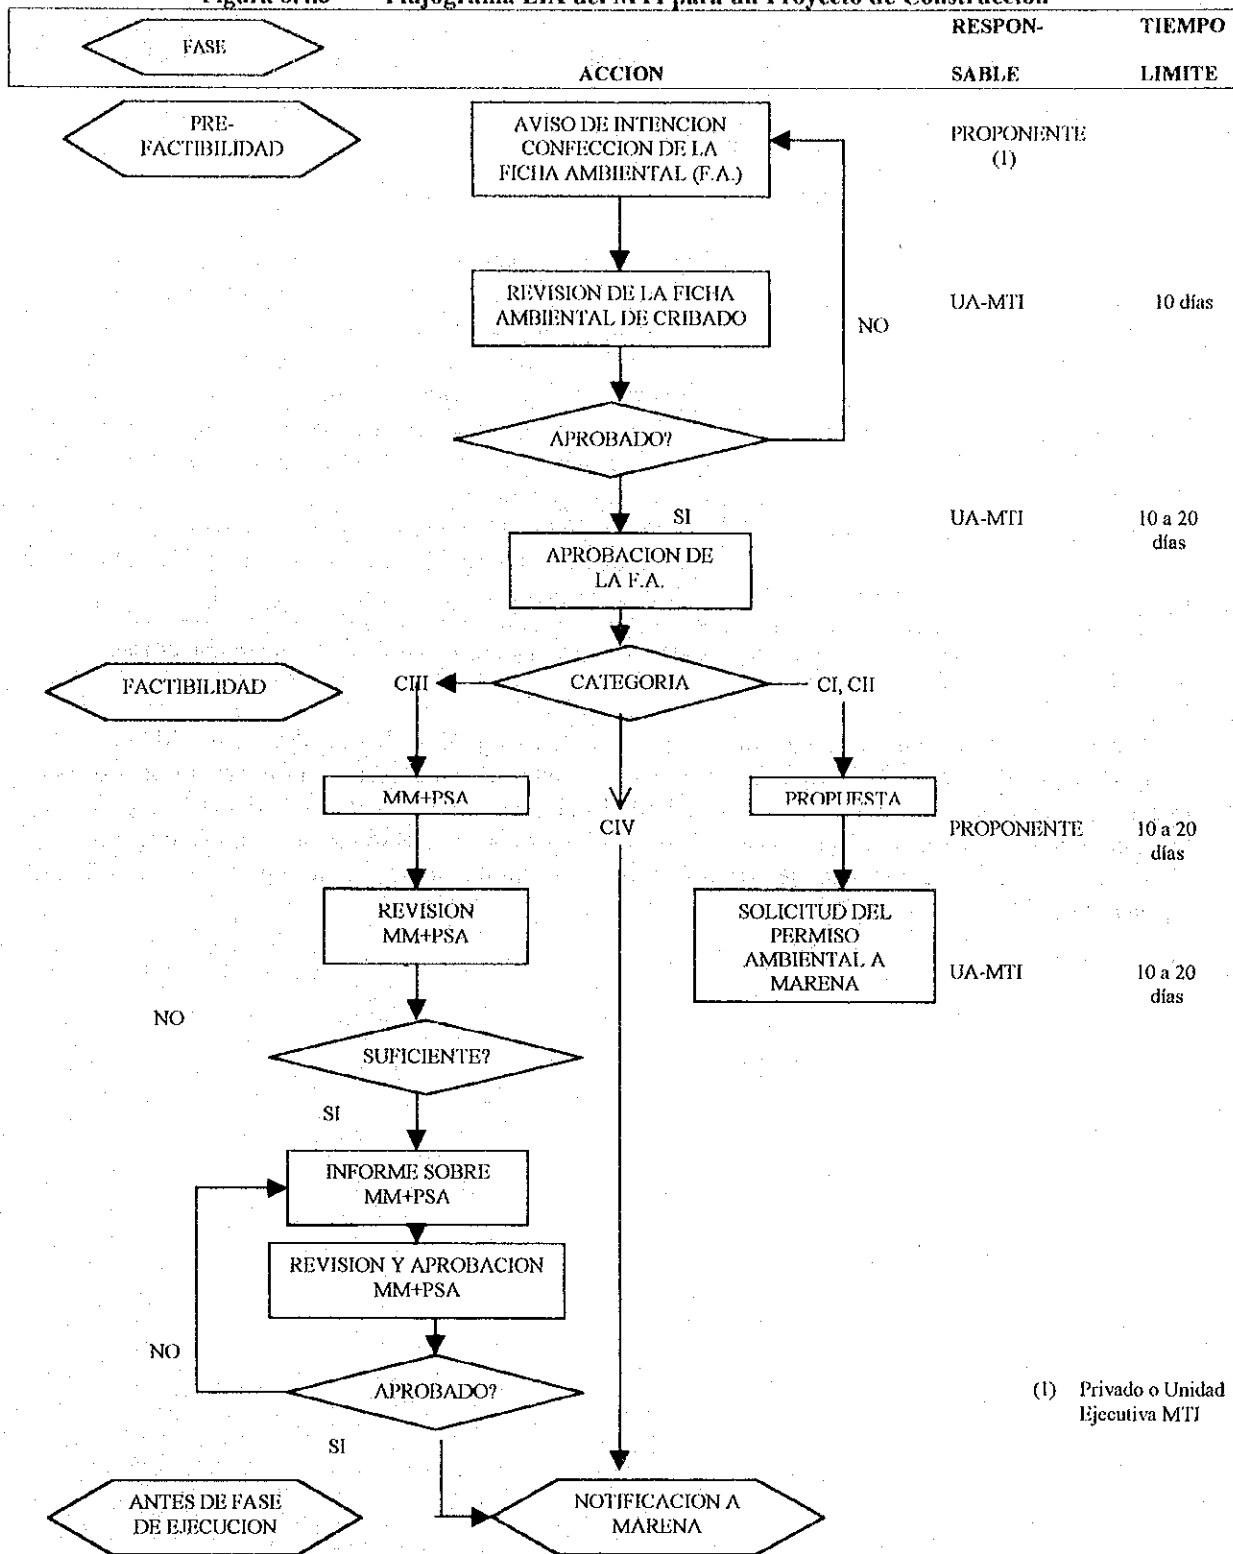 FASE
ACCION
RESPON-
SABLE
TIEMPO
LIMITE
PRE-
FACTIBILIDAD
AVISO DE INTENCION
CONFECCION DE LA
FICHA AMBIENTAL (F.A.)
PROPONENTE
(1)
REVISION DE LA FICHA
AMBIENTAL DE CRIBADO
UA-MTI
10 días
NO
APROBADO?
SI
UA-MTI
10 a 20
días
APROBACION DE
LA F.A.
FACTIBILIDAD
CIII
CATEGORIA
CI, CII
MM+PSA
CIV
PROPUESTA
PROPONENTE
10 a 20
días
REVISION
MM+PSA
SOLICITUD DEL
PERMISO
AMBIENTAL A
MARENA
UA-MTI
10 a 20
días
NO
SUFICIENTE?
SI
INFORME SOBRE
MM+PSA
REVISION Y APROBACION
MM+PSA
NO
APROBADO?
(1) Privado o Unidad
Ejecutiva MTI
SI
ANTES DE FASE
DE EJECUCION
NOTIFICACION A
MARENA